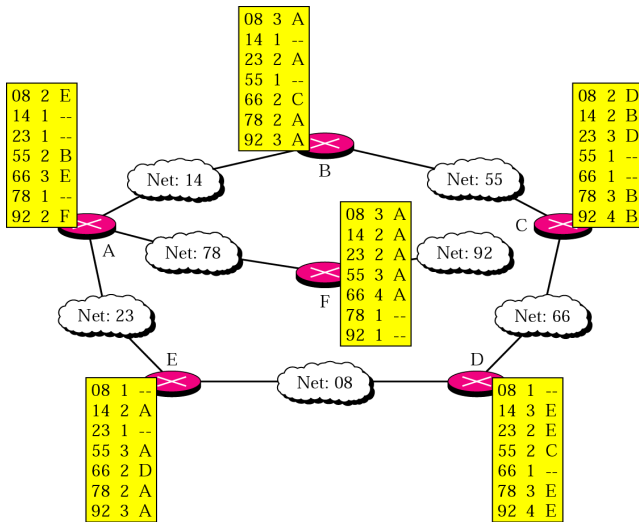 08 3 A
14 1 --
23 2 A
55 1 --
66 2 C
78 2 A
92 3 A
B
08 2 E
14 1 --
23 1 --
55 2 B
66 3 E
78 1 --
92 2 F
A
08 2 D
14 2 B
23 3 D
55 1 --
66 1 --
78 3 B
92 4 B
C
Net: 14
Net: 55
Net: 78
08 3 A
14 2 A
23 2 A
55 3 A
66 4 A
78 1 --
92 1 --
F
Net: 92
Net: 23
Net: 66
E
Net: 08
D
08 1 --
14 2 A
23 1 --
55 3 A
66 2 D
78 2 A
92 3 A
08 1 --
14 3 E
23 2 E
55 2 C
66 1 --
78 3 E
92 4 E